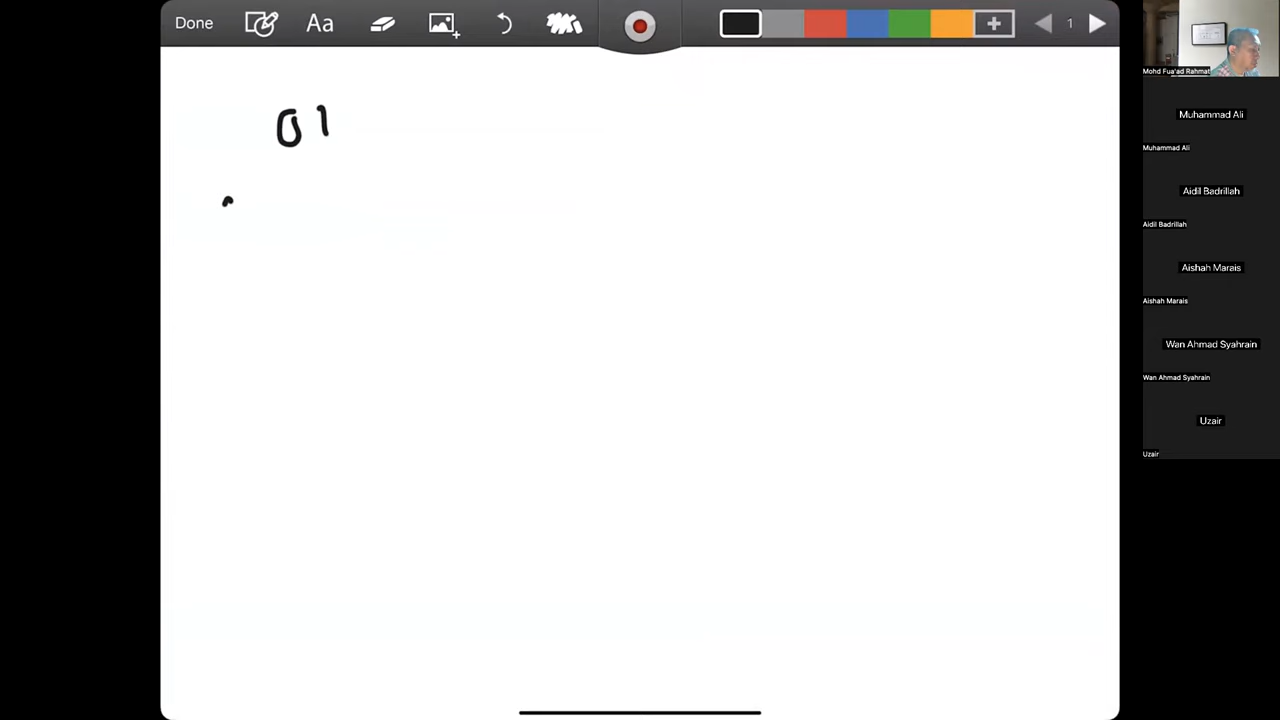 Done Aa 1
01
Mohd Fua'ad Rahmat
Muhammad Ali
Muhammad Ali
Aidil Badrillah
Aidil Badrillah
Aishah Marais
Aishah Marais
Wan Ahmad Syahrain
Wan Ahmad Syahrain
Uzair
Uzair